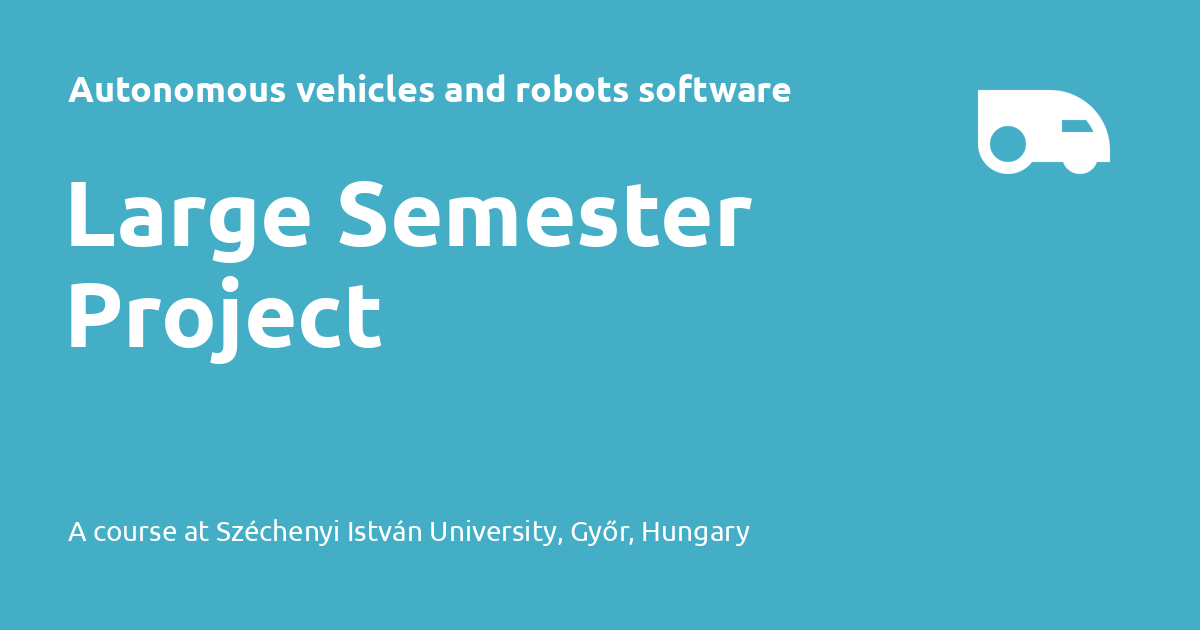 Autonomous vehicles and robots software
Large Semester
Project
A course at Széchenyi István University, Győr, Hungary